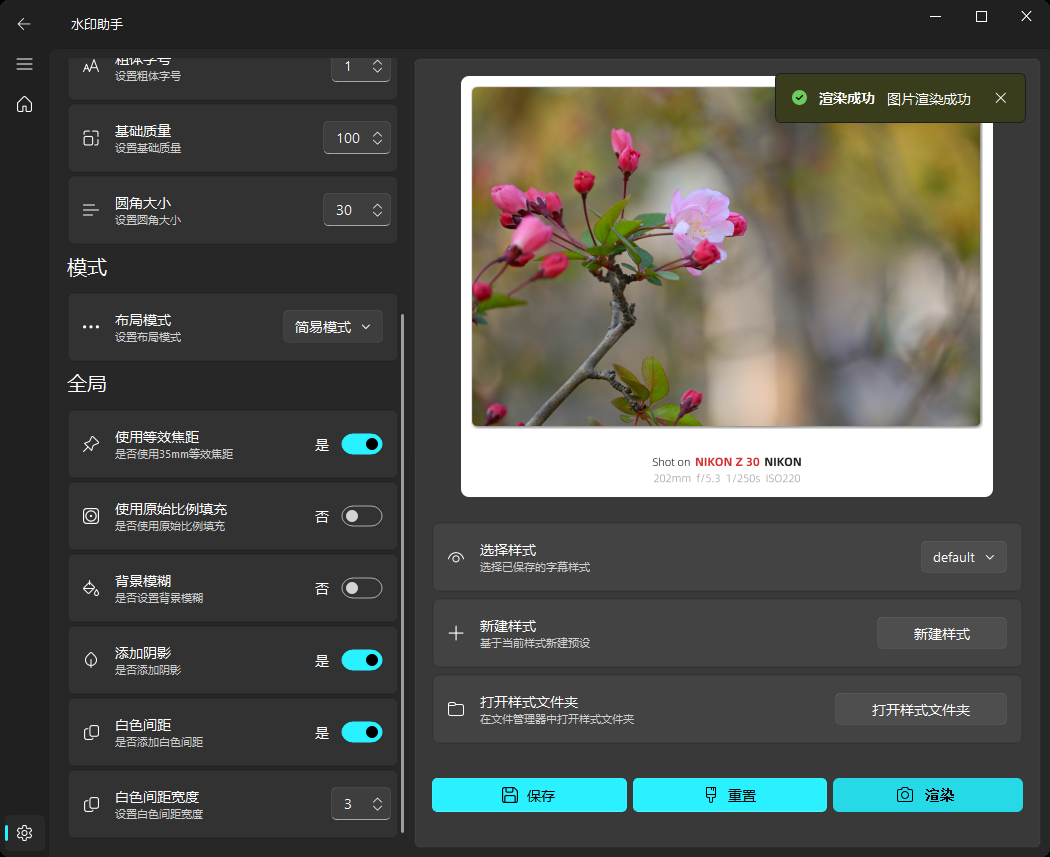 水印助手
粗体字号
设置粗体字号
1
基础质量
设置基础质量
100
圆角大小
设置圆角大小
30
模式
布局模式
设置布局模式
简易模式
全局
使用等效焦距
是否使用35mm等效焦距
是
使用原始比例填充
是否使用原始比例填充
否
背景模糊
是否设置背景模糊
否
添加阴影
是否添加阴影
是
白色间距
是否添加白色间距
是
白色间距宽度
设置白色间距宽度
3
渲染成功 图片渲染成功
Shot on NIKON Z 30 NIKON
202mm f/5.3 1/250s ISO220
选择样式
选择已保存的字幕样式
default
新建样式
基于当前样式新建预设
新建样式
打开样式文件夹
在文件管理器中打开样式文件夹
打开样式文件夹
保存
重置
渲染